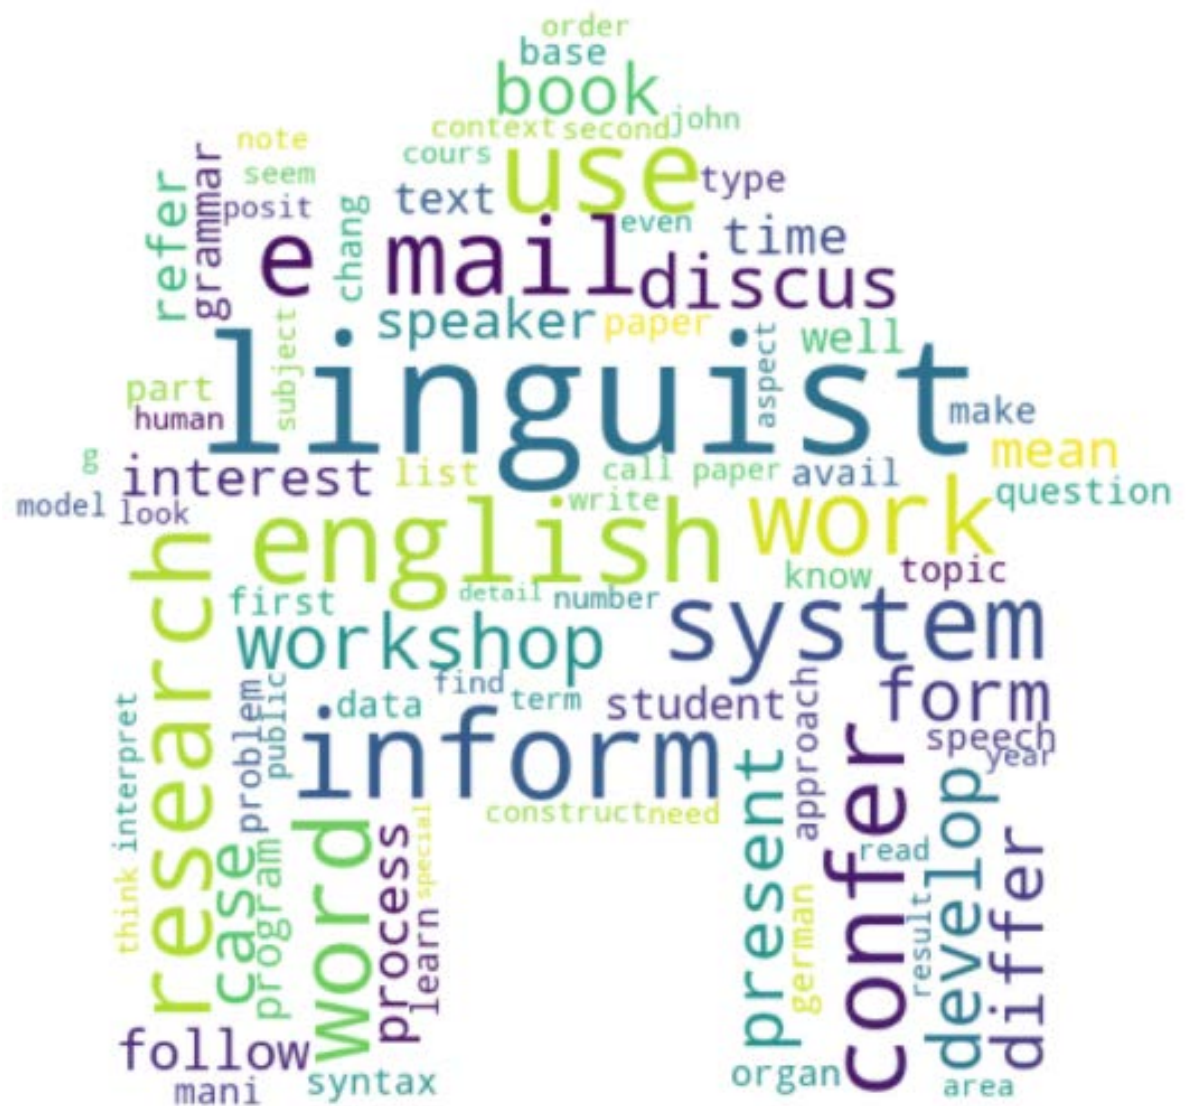 order
base
book
context second john
note cours use type
seem text
refer grammar posit chang even time
e mail discus
speaker paper well
subject aspect
linguist
part make
human mean
g interest list call paper avail
model look write work question
english know topic
first detail number system
workshop
research find
problem public data term student approach form
interpret inform speech
year
construct need
think case program word process special learn present german confer read result develop differ
follow organ area
mani syntax